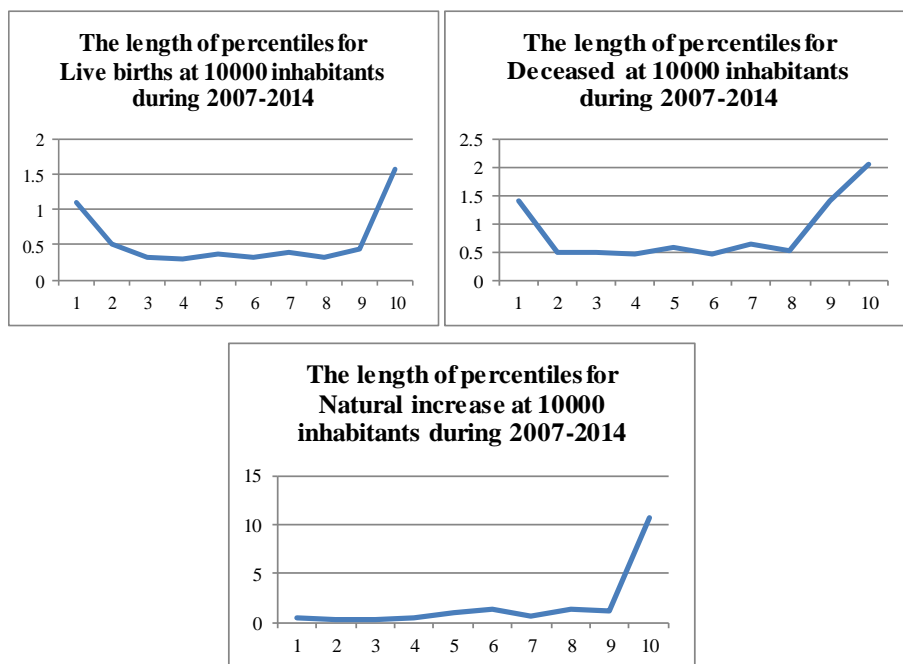 The length of percentiles for
Live births at 10000 inhabitants
during 2007-2014
2
1.5
1
0.5
0
1 2 3 4 5 6 7 8 9 10
The length of percentiles for
Deceased at 10000 inhabitants
during 2007-2014
2.5
2
1.5
1
0.5
0
1 2 3 4 5 6 7 8 9 10
The length of percentiles for
Natural increase at 10000
inhabitants during 2007-2014
15
10
5
0
1 2 3 4 5 6 7 8 9 10